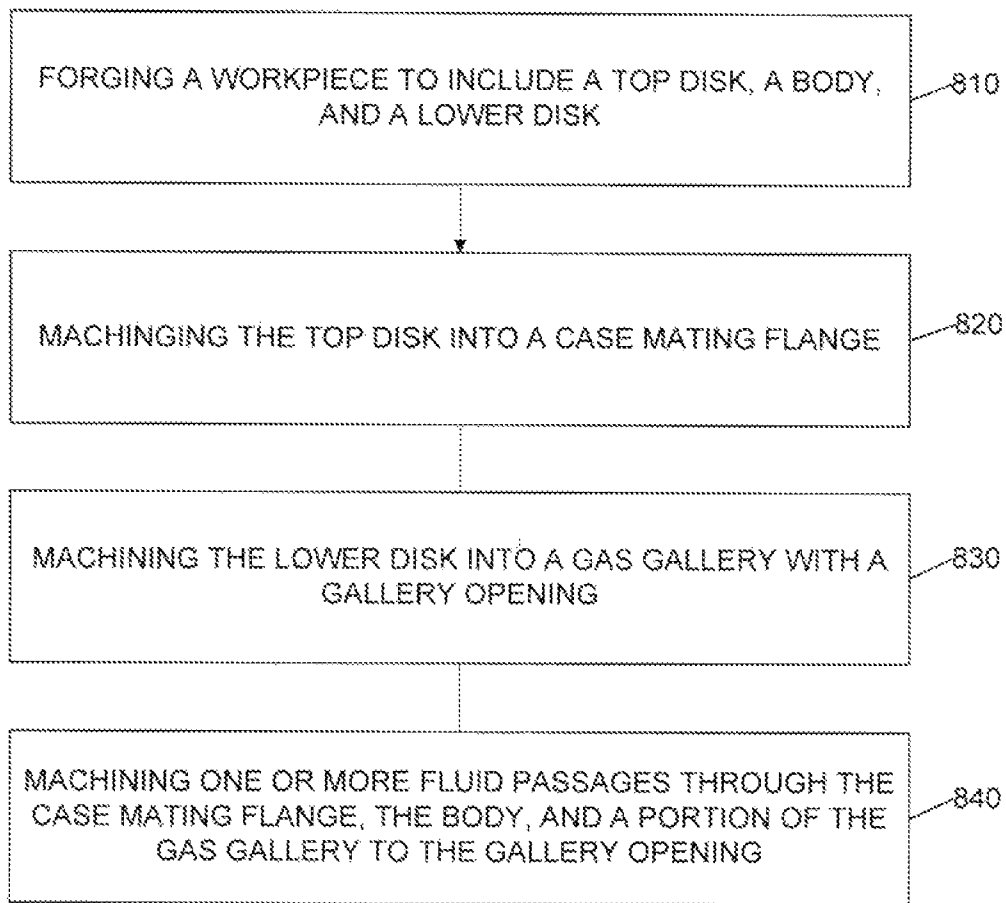 FORGING A WORKPIECE TO INCLUDE A TOP DISK, A BODY,
AND A LOWER DISK
810
MACHINGING THE TOP DISK INTO A CASE MATING FLANGE
820
MACHINING THE LOWER DISK INTO A GAS GALLERY WITH A
GALLERY OPENING
830
MACHINING ONE OR MORE FLUID PASSAGES THROUGH THE
CASE MATING FLANGE, THE BODY, AND A PORTION OF THE
GAS GALLERY TO THE GALLERY OPENING
840